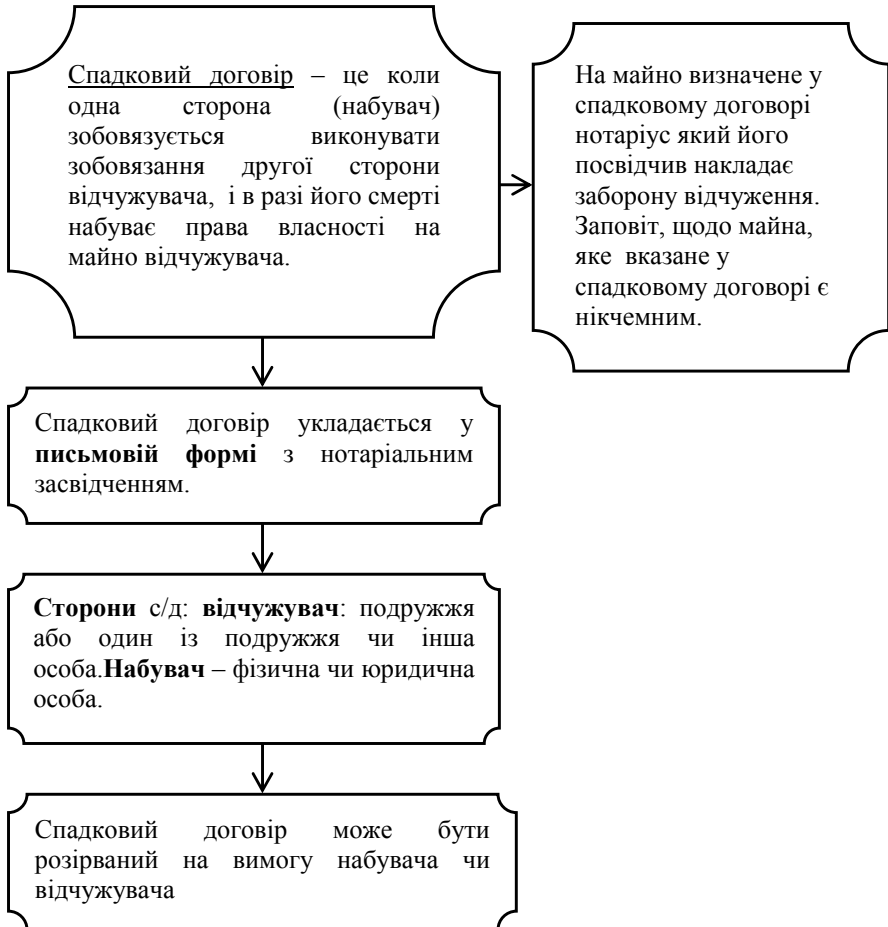 Спадковий договір – це коли
одна сторона (набувач)
зобовязується виконувати
зобовязання другої сторони
відчужувача, і в разі його смерті
набуває права власності на
майно відчужувача.
На майно визначене у
спадковому договорі
нотаріус який його
посвідчив накладає
заборону відчуження.
Заповіт, щодо майна,
яке вказане у
спадковому договорі є
нікчемним.
Спадковий договір укладається у
письмовій формі з нотаріальним
засвідченням.
Сторони с/д: відчужувач: подружжя
або один із подружжя чи інша
особа.Набувач – фізична чи юридична
особа.
Спадковий договір може бути
розірваний на вимогу набувача чи
відчужувача